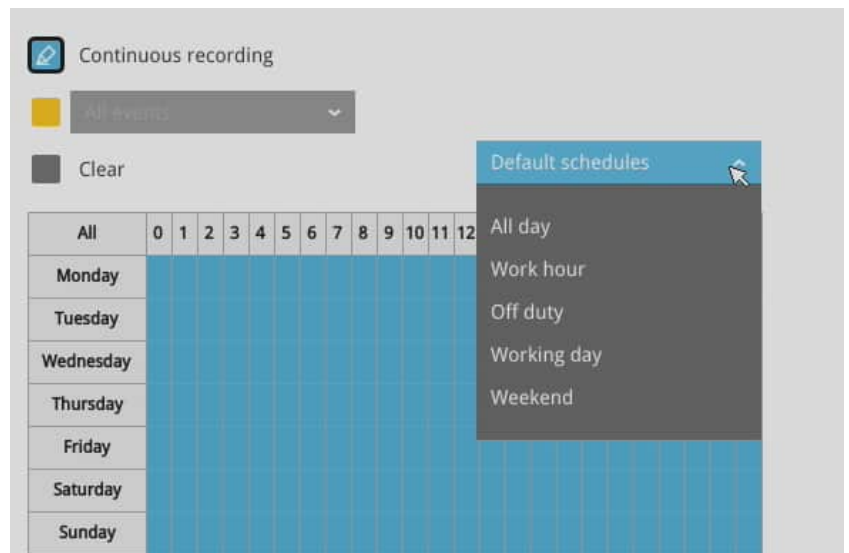 Continuous recording
All events
Clear
Default schedules
All day
Work hour
Off duty
Working day
Weekend
All 0 1 2 3 4 5 6 7 8 9 10 11 12
Monday
Tuesday
Wednesday
Thursday
Friday
Saturday
Sunday